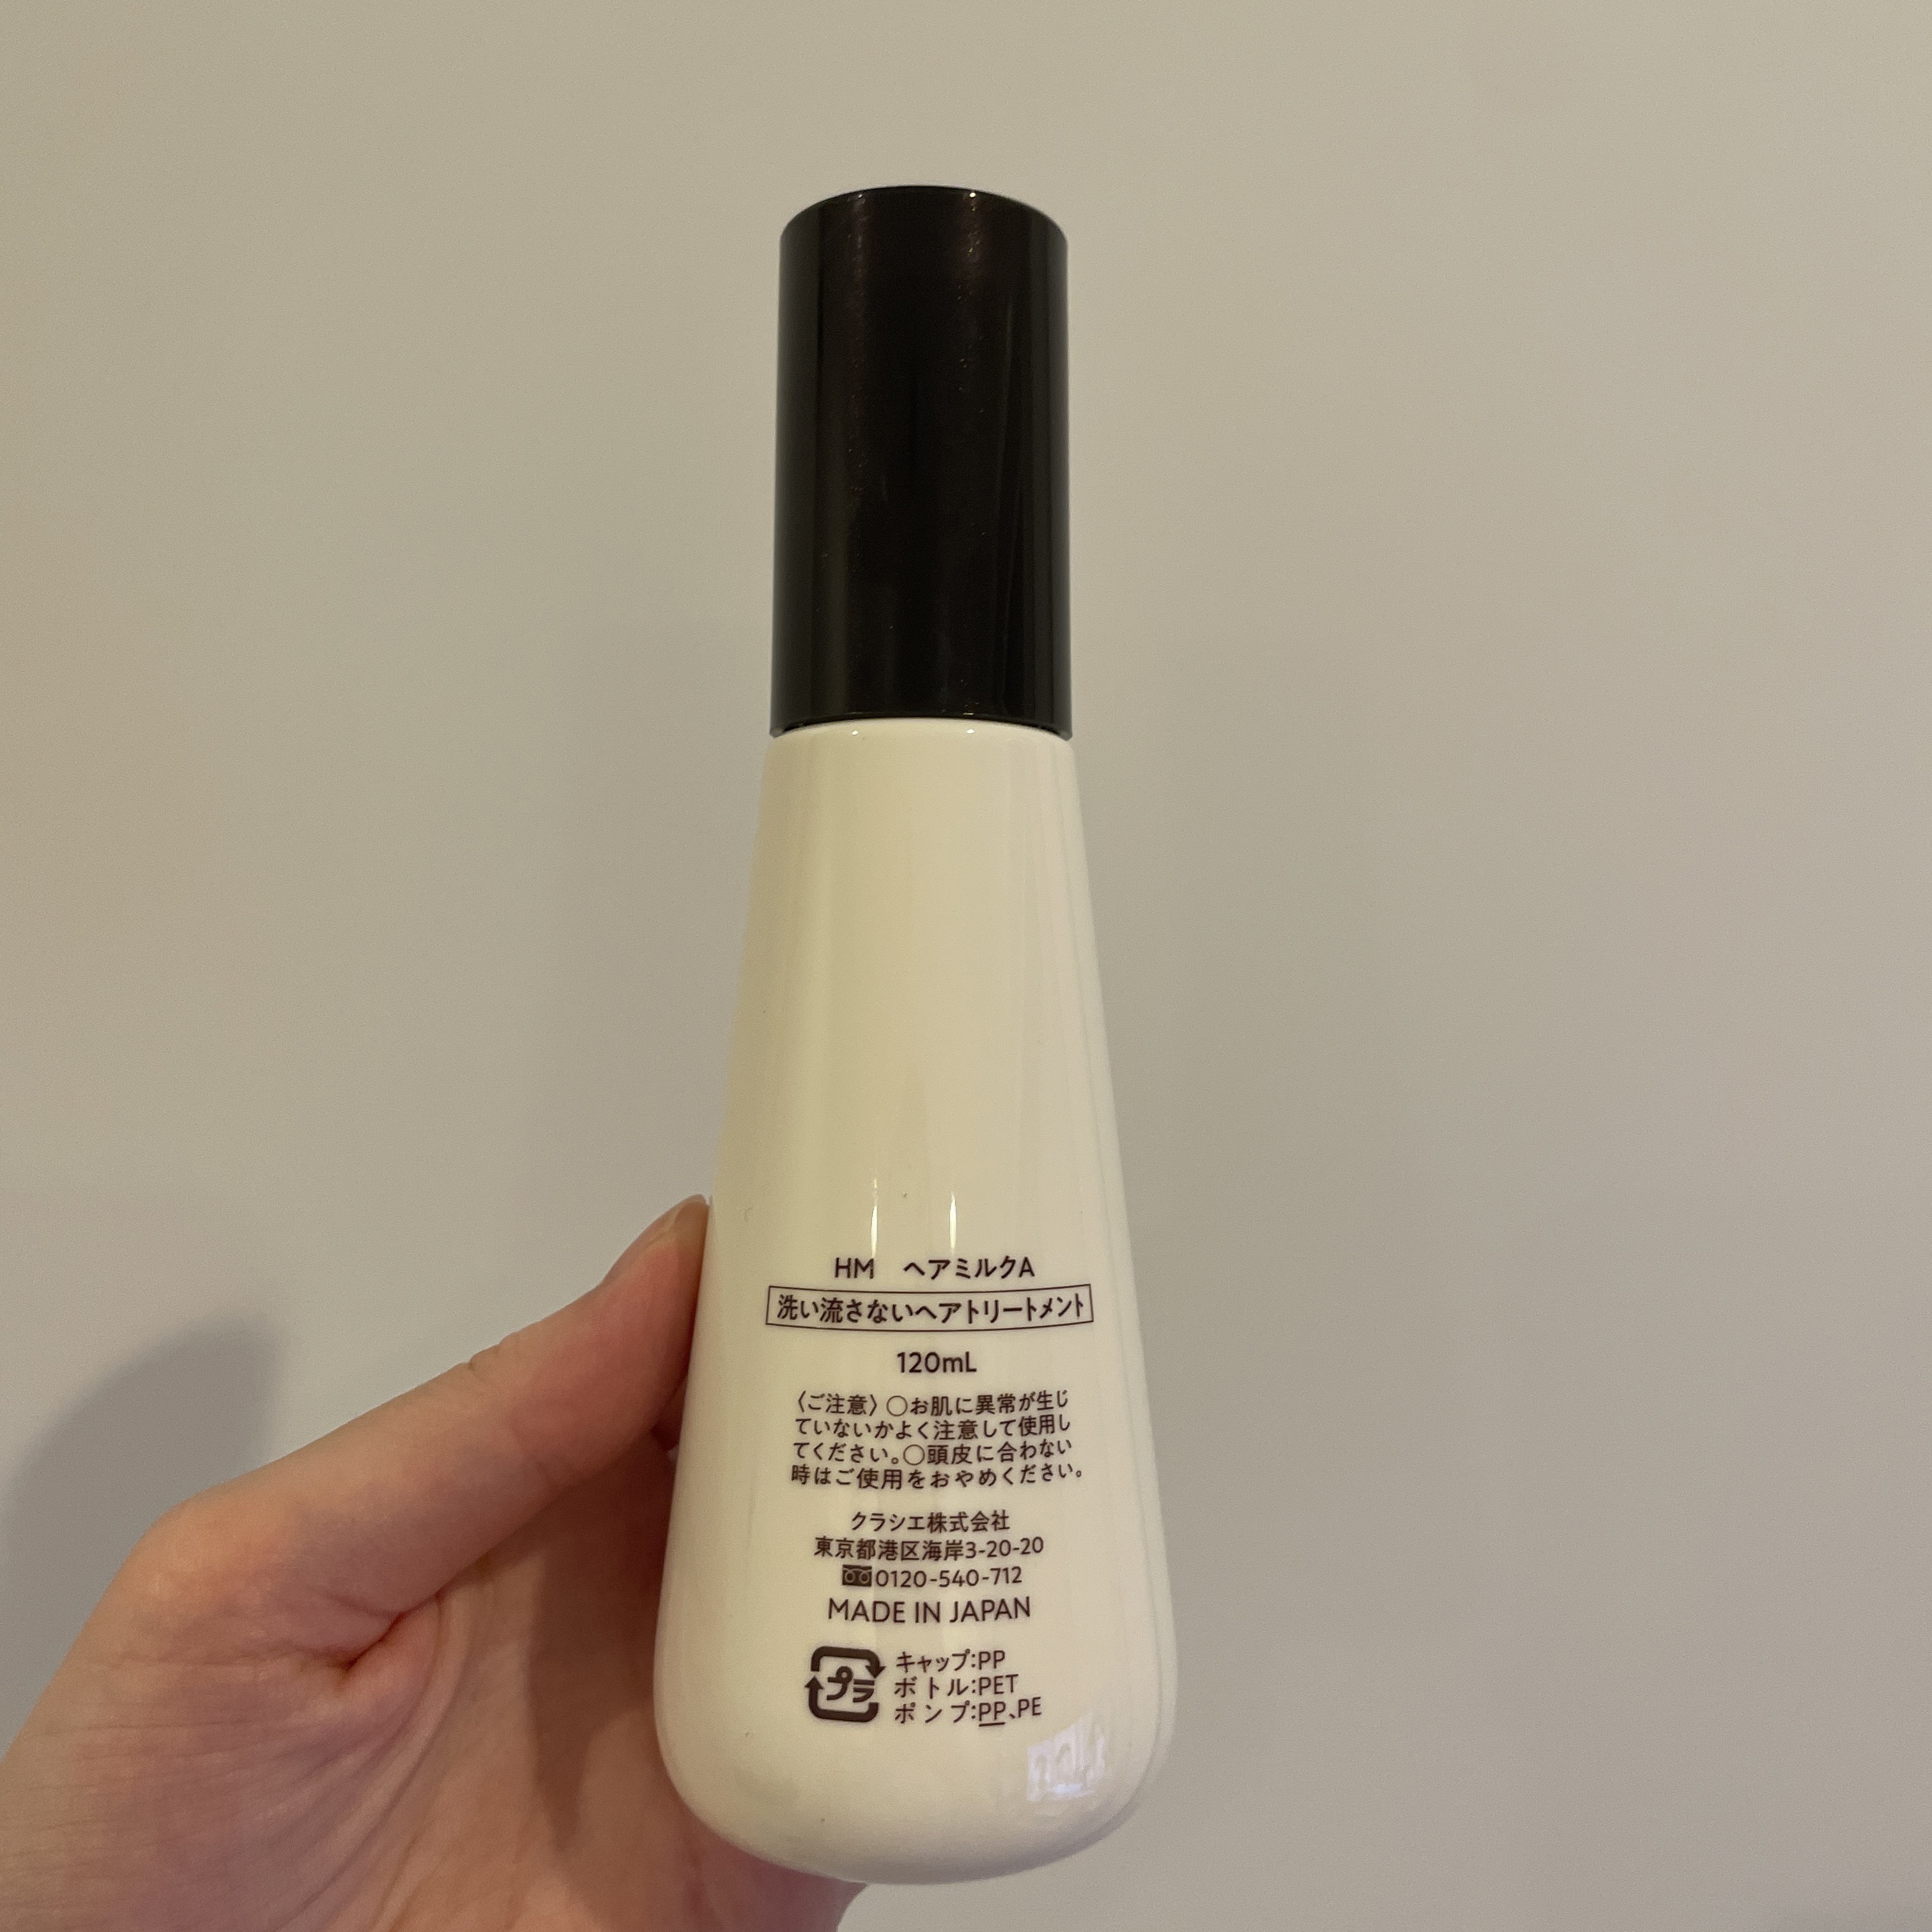 HM　ヘアミルクA
洗い流さないヘアトリートメント
120mL
〈ご注意〉○お肌に異常が生じ
ていないかよく注意して使用し
てください。○頭皮に合わない
時はご使用をおやめください。
クラシエ株式会社
東京都港区海岸3-20-20
0120-540-712
MADE IN JAPAN
プラ
キャップ:PP
ボトル:PET
ポンプ:PP、PE